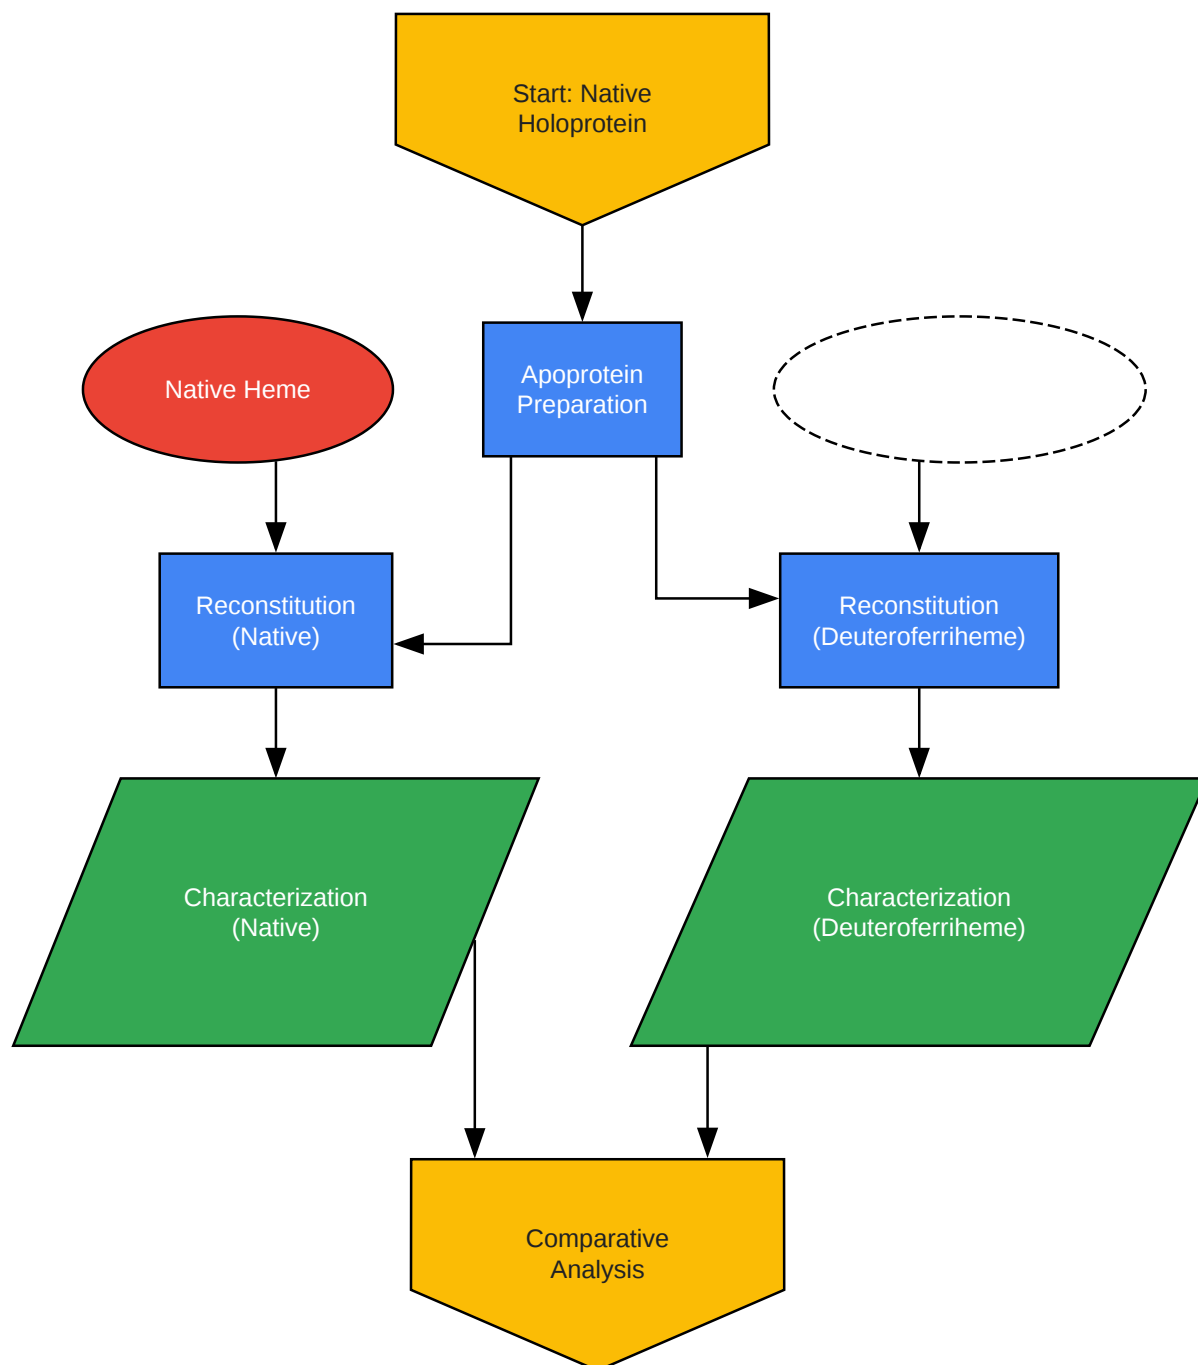 Start: Native
Holoprotein
Native Heme
Apoprotein
Preparation
Reconstitution
(Native)
Reconstitution
(Deuteroferriheme)
Characterization
(Native)
Characterization
(Deuteroferriheme)
Comparative
Analysis